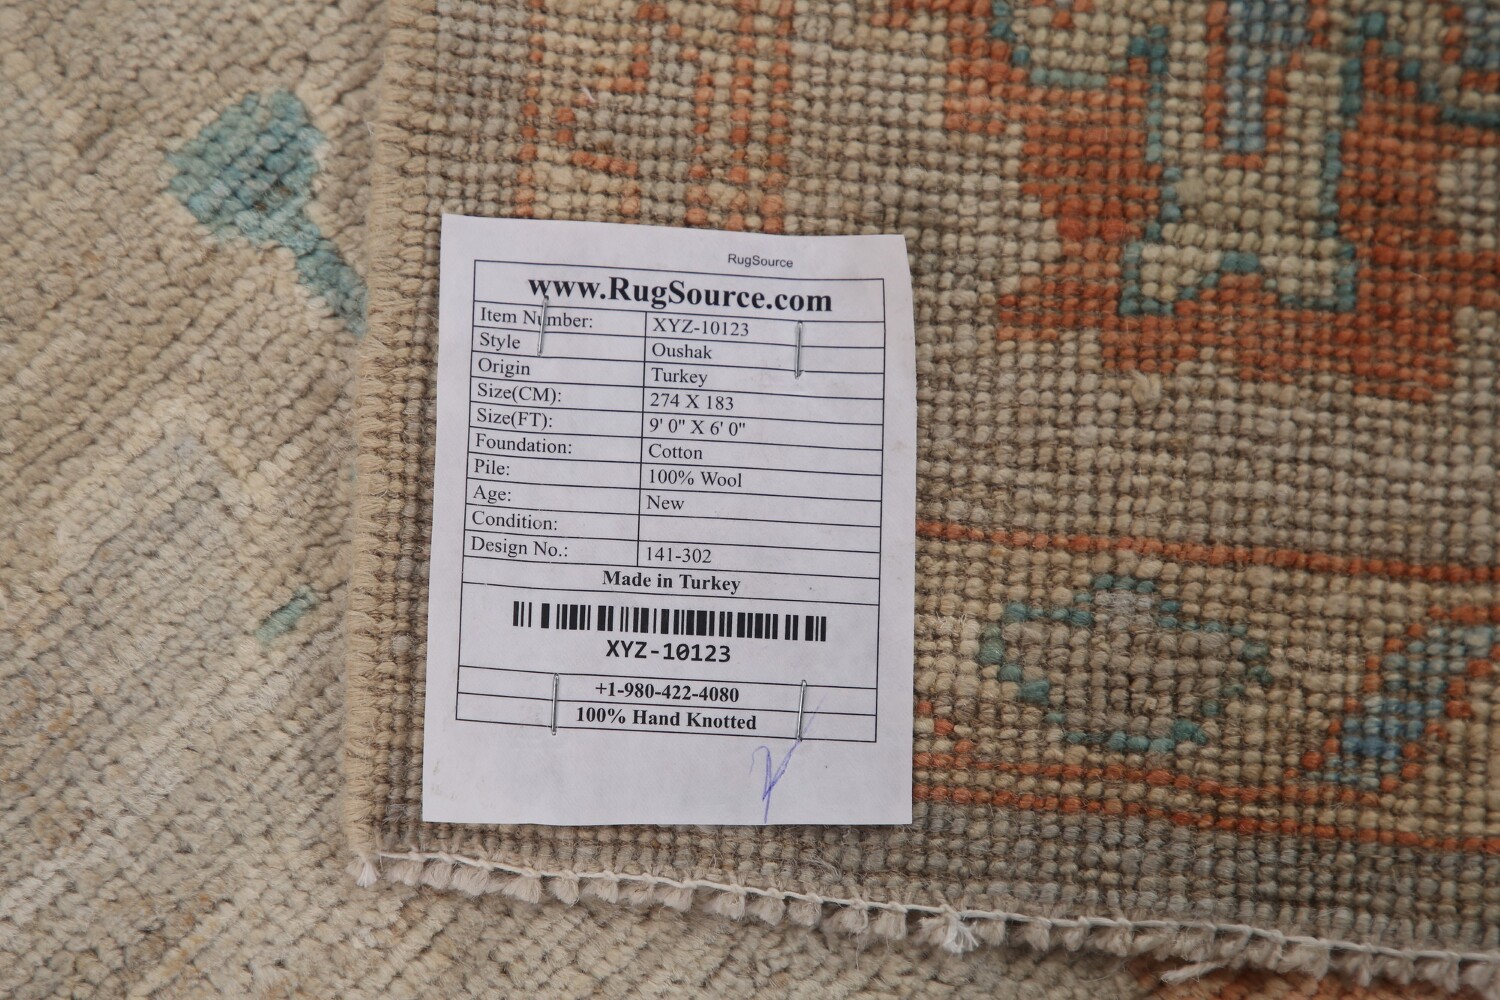 RugSource
www.RugSource.com
Item Number: XYZ-10123
Style Oushak
Origin Turkey
Size(CM): 274 X 183
Size(FT): 9' 0" X 6' 0"
Foundation: Cotton
Pile: 100% Wool
Age: New
Condition:
Design No.: 141-302
Made in Turkey
XYZ-10123
+1-980-422-4080
100% Hand Knotted